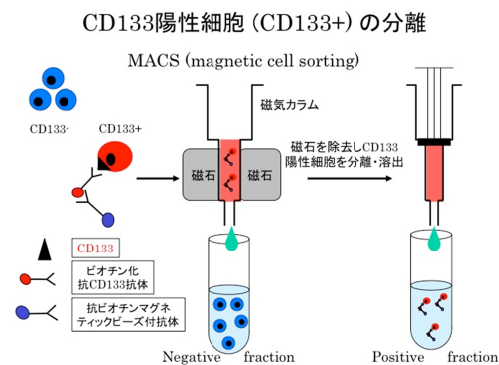 CD133陽性細胞 (CD133+) の分離
MACS (magnetic cell sorting)
CD133-
CD133+
磁気カラム
磁石
磁石
磁石を除去しCD133
陽性細胞を分離・溶出
CD133
ビオチン化
抗CD133抗体
抗ビオチンマグネ
ティックビーズ付抗体
Negative fraction
Positive fraction